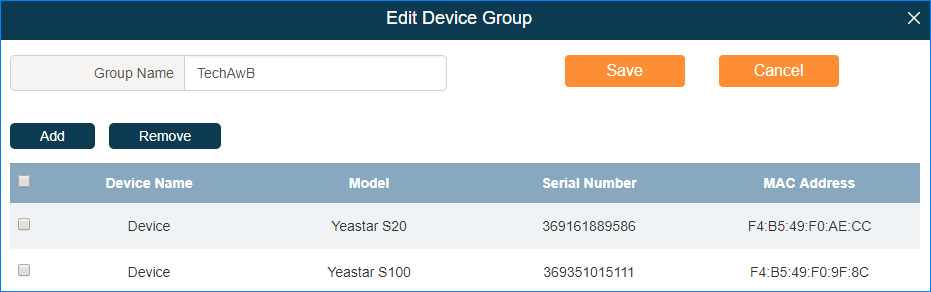 Edit Device Group
Group Name TechAwB Save Cancel
Add Remove
Device Name Model Serial Number MAC Address
Device Yeastar S20 369161889586 F4:B5:49:F0:AE:CC
Device Yeastar S100 369351015111 F4:B5:49:F0:9F:8C